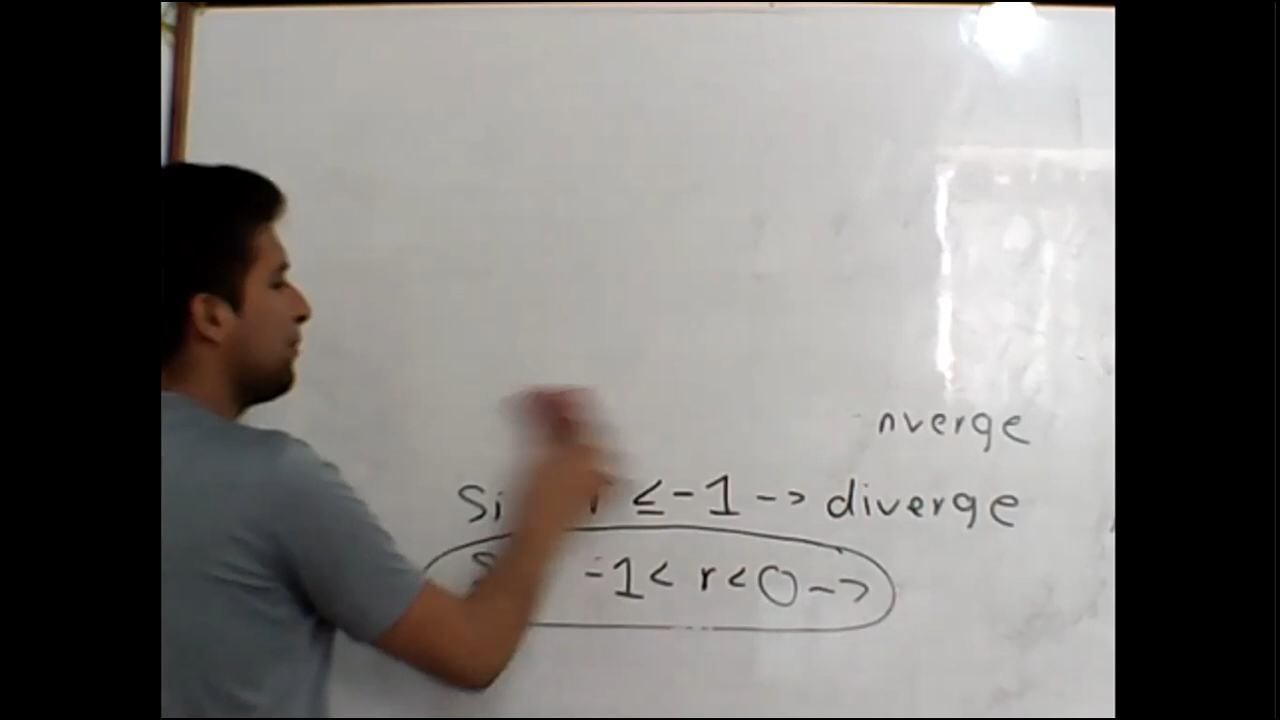 nverge
Si r ≤ -1 -> diverge
-1 < r < 0 ->